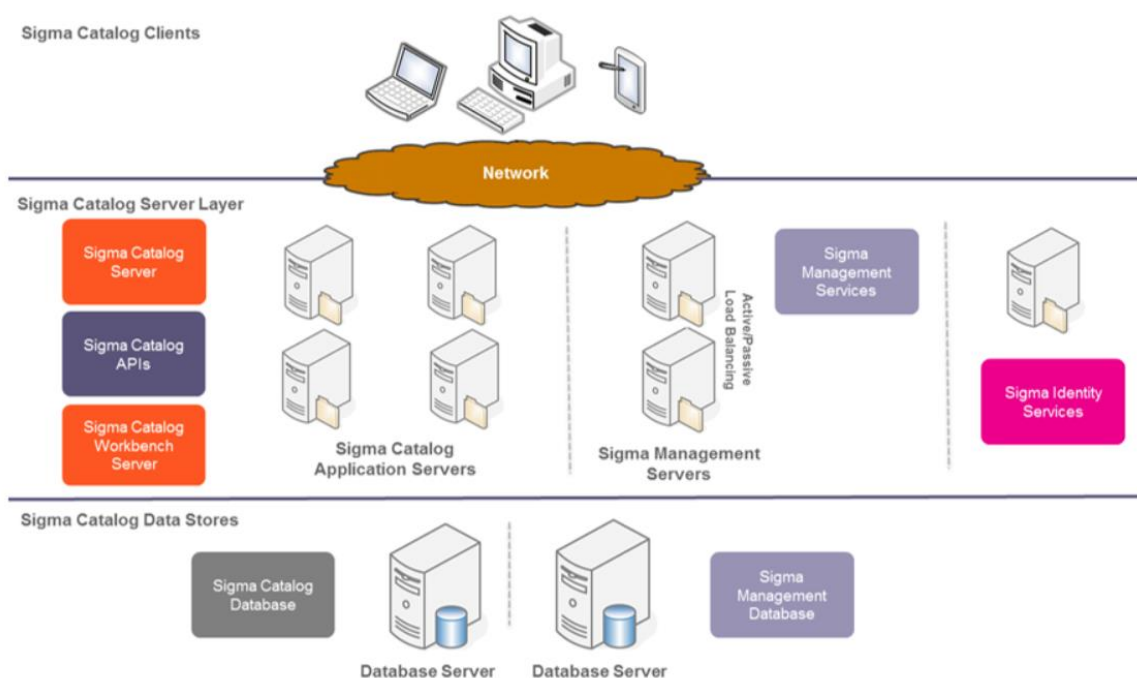 Sigma Catalog Clients
Network
Sigma Catalog Server Layer
Sigma Catalog
Server
Sigma Catalog
APIs
Sigma Catalog
Workbench
Server
Sigma Catalog
Application Servers
Active/Passive
Load Balancing
Sigma Management
Servers
Sigma
Management
Services
Sigma Identity
Services
Sigma Catalog Data Stores
Sigma Catalog
Database
Database Server
Database Server
Sigma
Management
Database